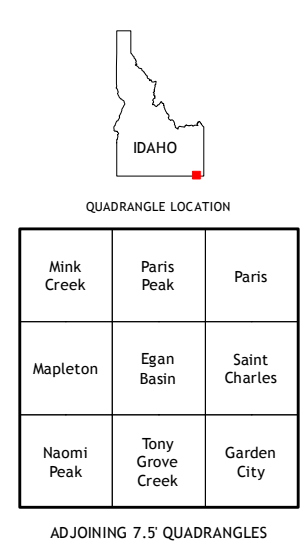 IDAHO
QUADRANGLE LOCATION
Mink
Creek
Paris
Peak
Paris
Mapleton
Egan
Basin
Saint
Charles
Naomi
Peak
Tony
Grove
Creek
Garden
City
ADJOINING 7.5' QUADRANGLES